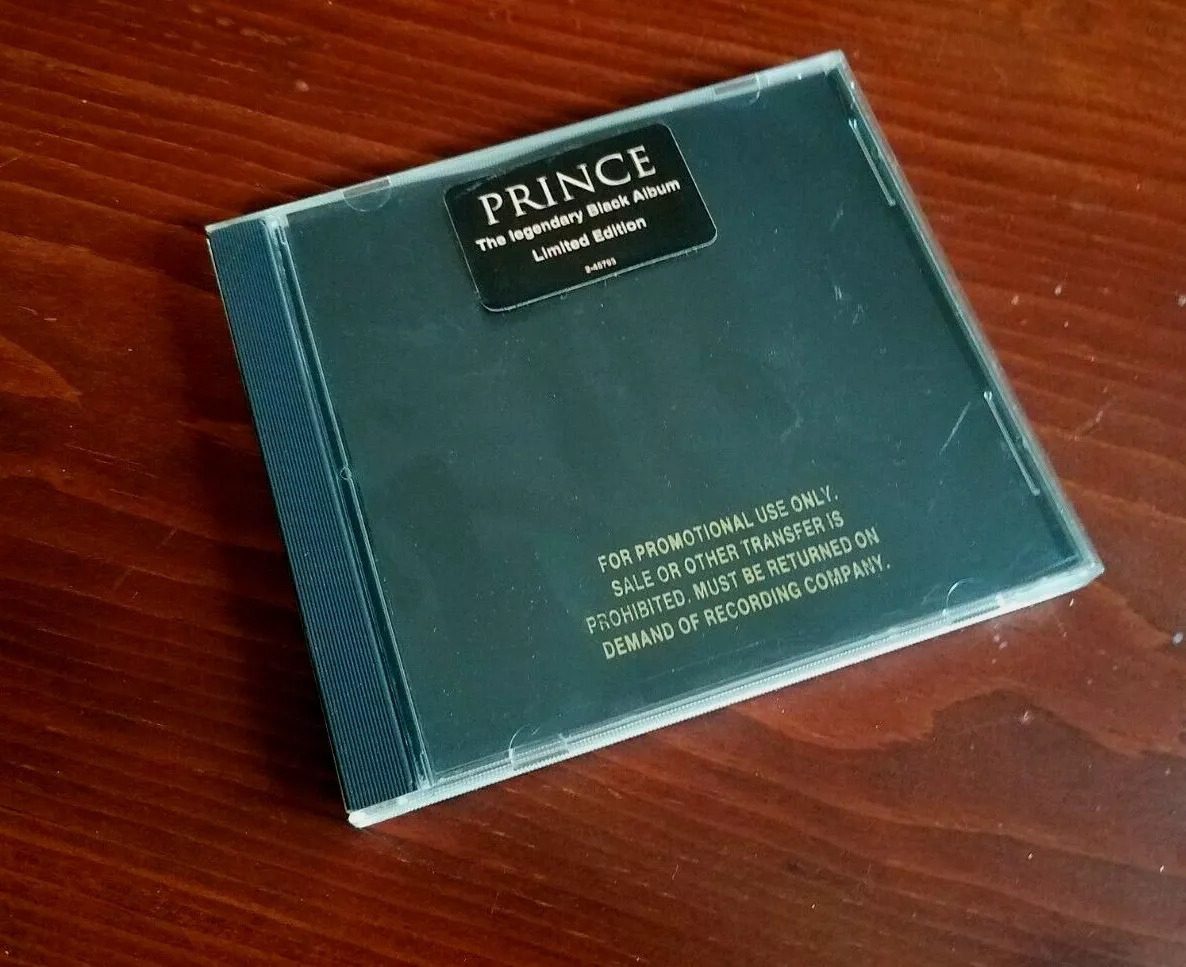 PRINCE
The legendary Black Album
Limited Edition
2-45793
FOR PROMOTIONAL USE ONLY.
SALE OR OTHER TRANSFER IS
PROHIBITED. MUST BE RETURNED ON
DEMAND OF RECORDING COMPANY.